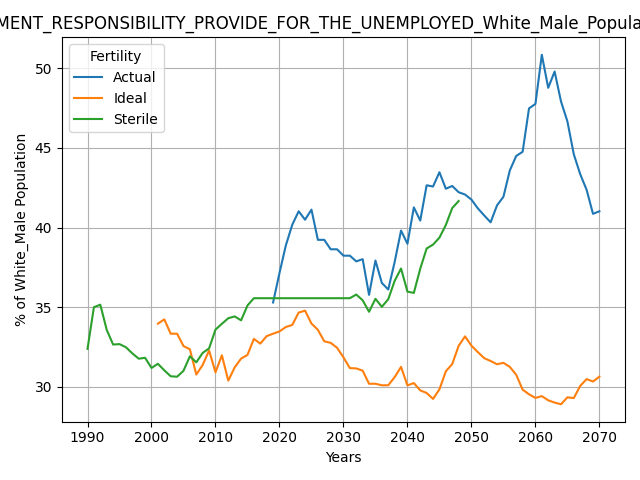 MENT_RESPONSIBILITY_PROVIDE_FOR_THE_UNEMPLOYED_White_Male_Popula
Fertility
Actual
Ideal
Sterile
% of White_Male Population
50
45
40
35
30
1990 2000 2010 2020 2030 2040 2050 2060 2070
Years